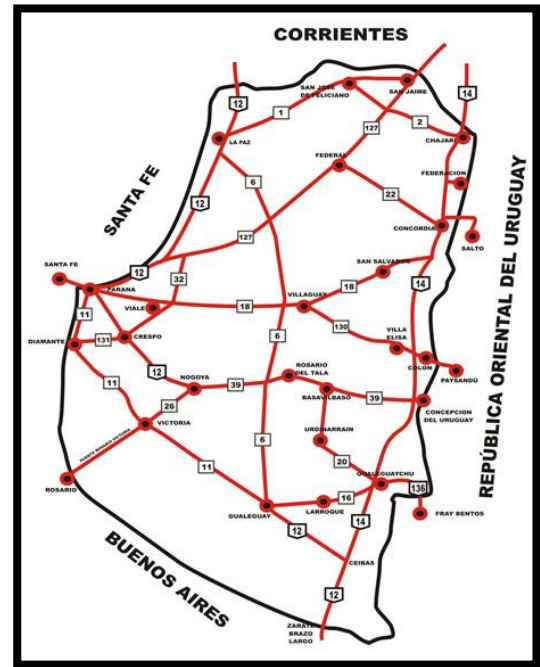 CORRIENTES
12
SAN JOSE
DE FELICIANO
SAN JAIME
14
1
2
127
LA PAZ
CHAJARI
FEDERAL
6
FEDERACION
22
SANTA FE
12
CONCORDIA
127
SALTO
SANTA FE
12
32
SAN SALVADOR
14
PARANA
18
VIALE
18
VILLAGUAY
11
130
DIAMANTE
131
CRESPO
6
VILLA
ELISA
COLON
PAYSANDÚ
12
NOGOYA
ROSARIO
DEL TALA
11
39
BASAVILBASO
39
26
CONCEPCION
DEL URUGUAY
VICTORIA
URDINARRAIN
PUENTE ROSARIO VICTORIA
6
20
11
ROSARIO
GUALEGUAYCHU
136
16
GUALEGUAY
LARROQUE
FRAY BENTOS
12
14
CEIBAS
12
ZARATE
BRAZO
LARGO
BUENOS AIRES
REPÚBLICA ORIENTAL DEL URUGUAY